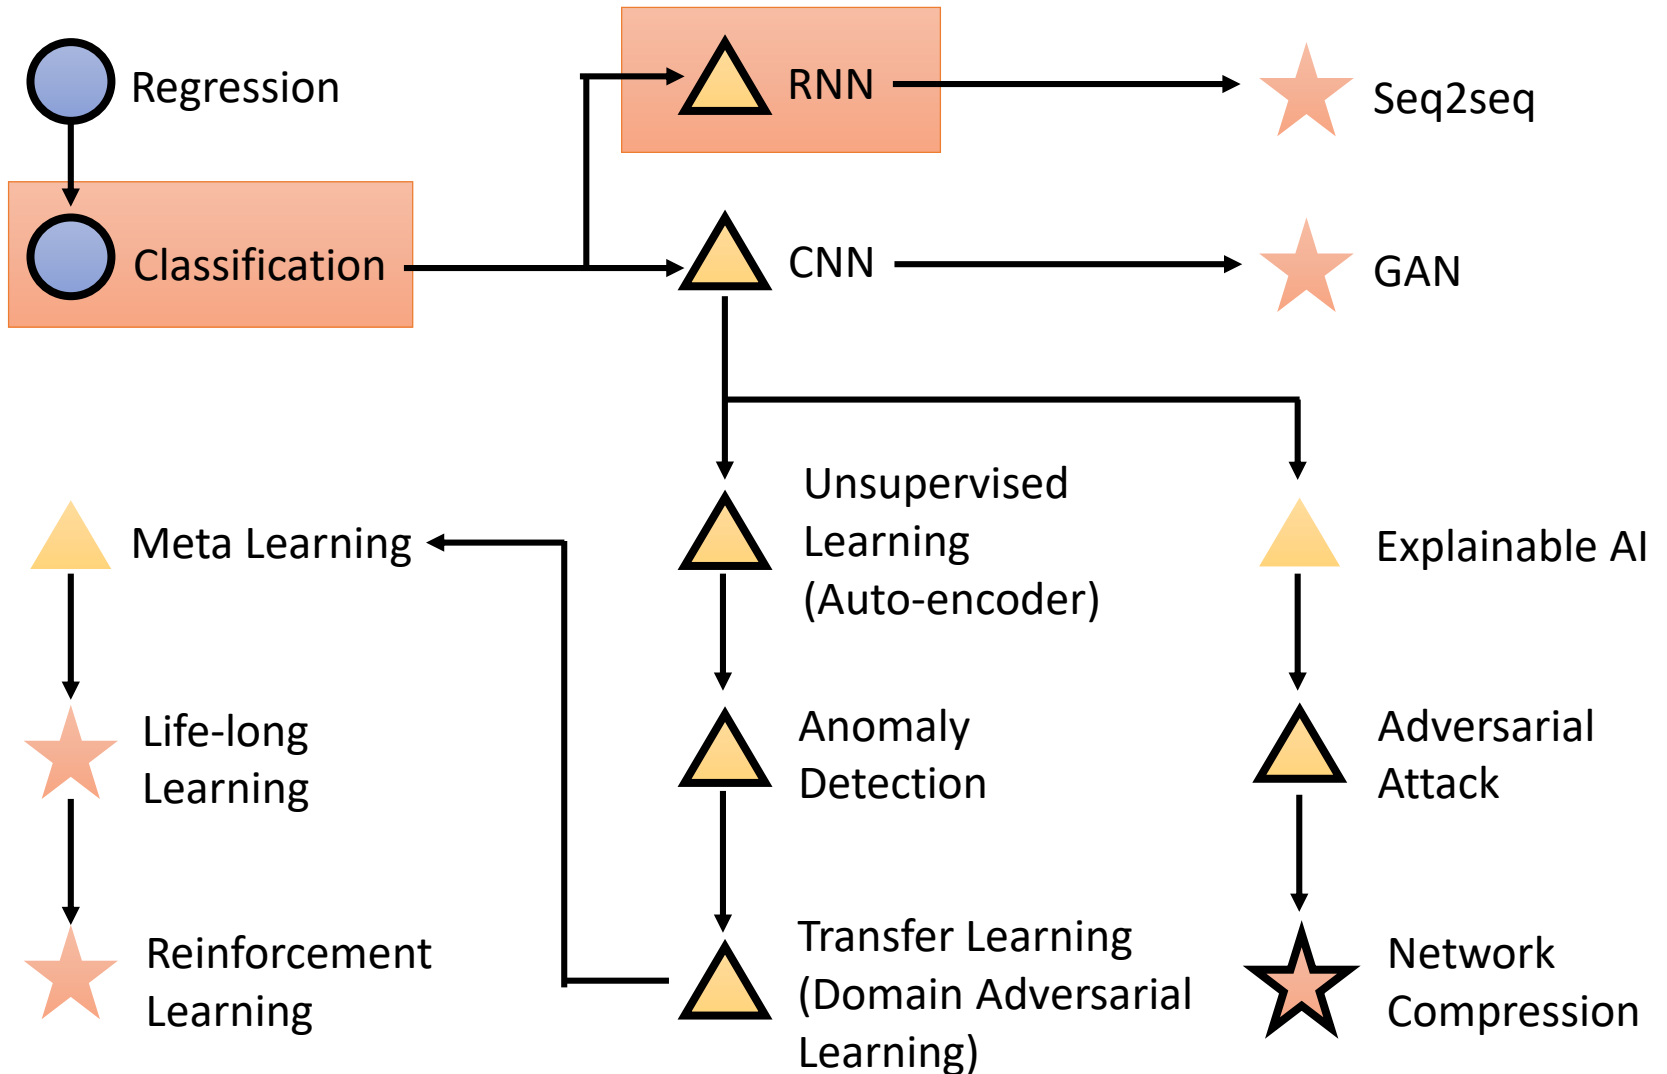 Regression
RNN
Seq2seq
Classification
CNN
GAN
Unsupervised
Learning
(Auto-encoder)
Meta Learning
Explainable AI
Life-long
Learning
Anomaly
Detection
Adversarial
Attack
Reinforcement
Learning
Transfer Learning
(Domain Adversarial
Learning)
Network
Compression